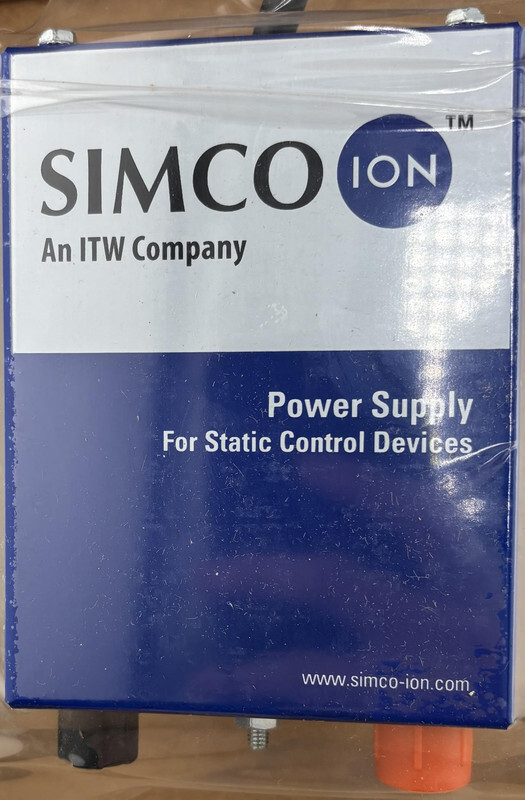 SIMCO ION ™
An ITW Company
Power Supply
For Static Control Devices
www.simco-ion.com